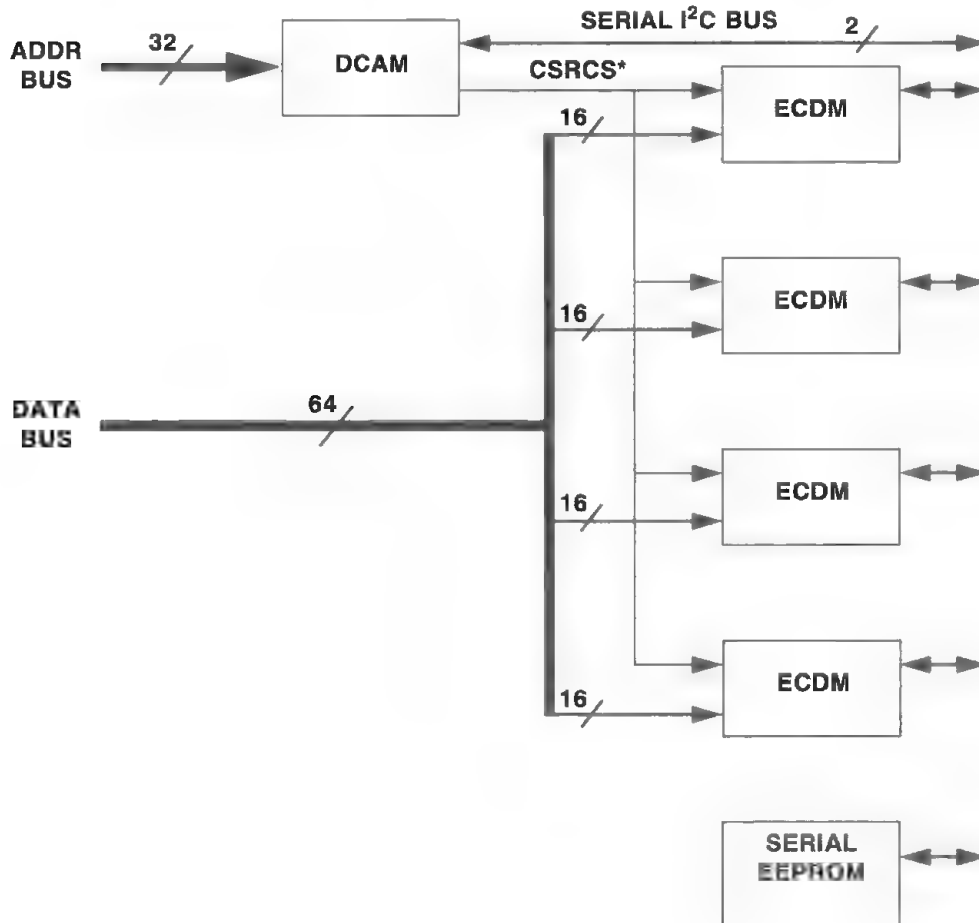 SERIAL I²C BUS
2
ADDR
BUS
32
DCAM
CSRCS*
ECDM
16
ECDM
16
DATA
BUS
64
ECDM
16
ECDM
16
SERIAL
EEPROM